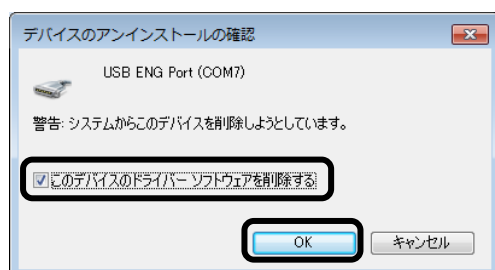 デバイスのアンインストールの確認
USB ENG Port (COM7)
警告: システムからこのデバイスを削除しようとしています。
このデバイスのドライバー ソフトウェアを削除する
OK
キャンセル